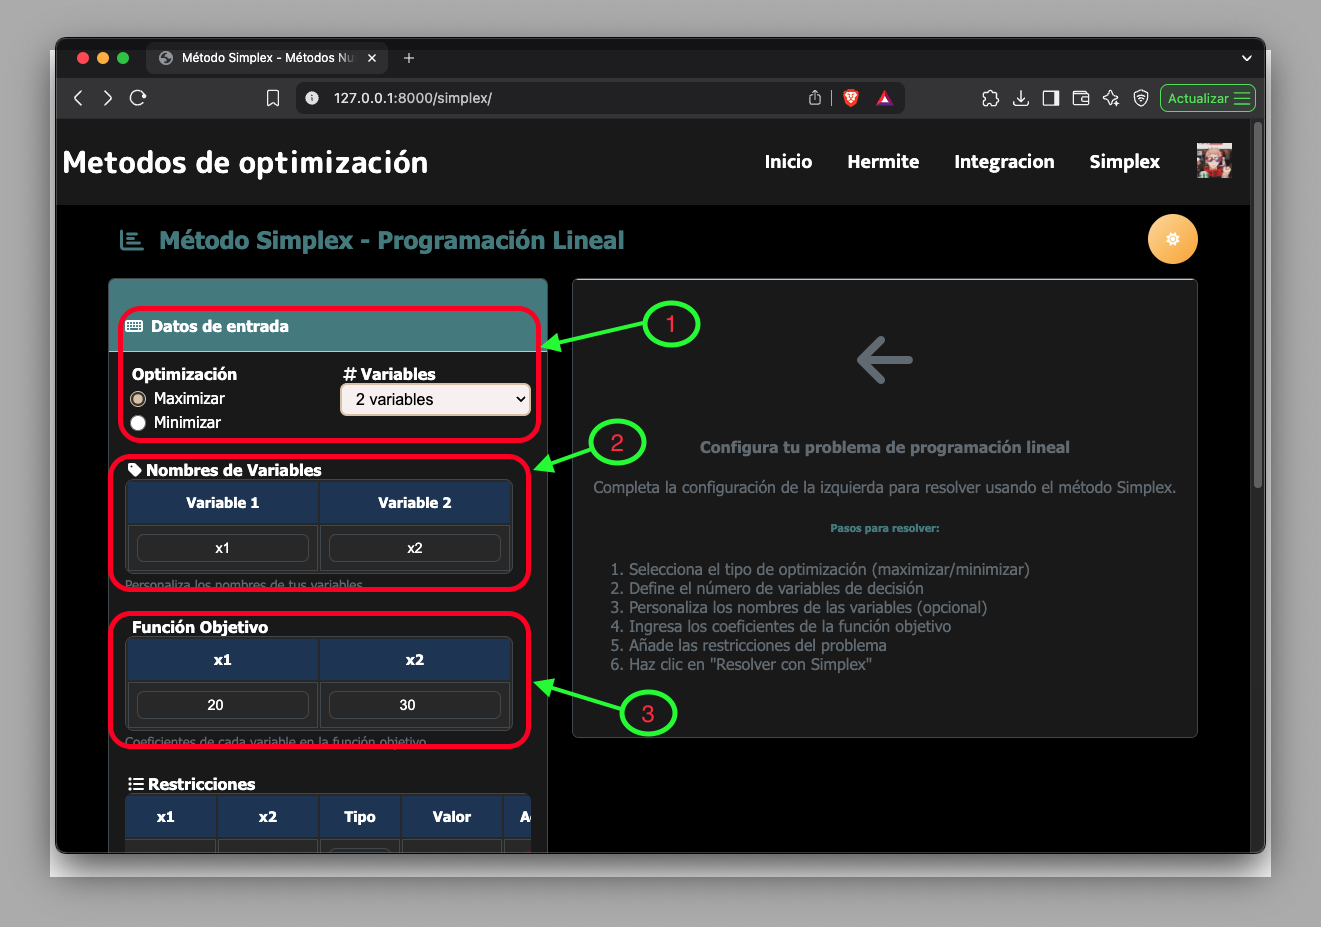 Método Simplex - Métodos Nu
127.0.0.1:8000/simplex/
Actualizar
Metodos de optimización
Inicio
Hermite
Integracion
Simplex
Método Simplex - Programación Lineal
Datos de entrada
1
Optimización
# Variables
Maximizar
2 variables
Minimizar
2
Nombres de Variables
Variable 1
Variable 2
x1
x2
Personaliza los nombres de tus variables
Función Objetivo
x1
x2
20
30
3
Coeficientes de cada variable en la función objetivo
Restricciones
x1
x2
Tipo
Valor
Configura tu problema de programación lineal
Completa la configuración de la izquierda para resolver usando el método Simplex.
Pasos para resolver:
1. Selecciona el tipo de optimización (maximizar/minimizar)
2. Define el número de variables de decisión
3. Personaliza los nombres de las variables (opcional)
4. Ingresa los coeficientes de la función objetivo
5. Añade las restricciones del problema
6. Haz clic en "Resolver con Simplex"